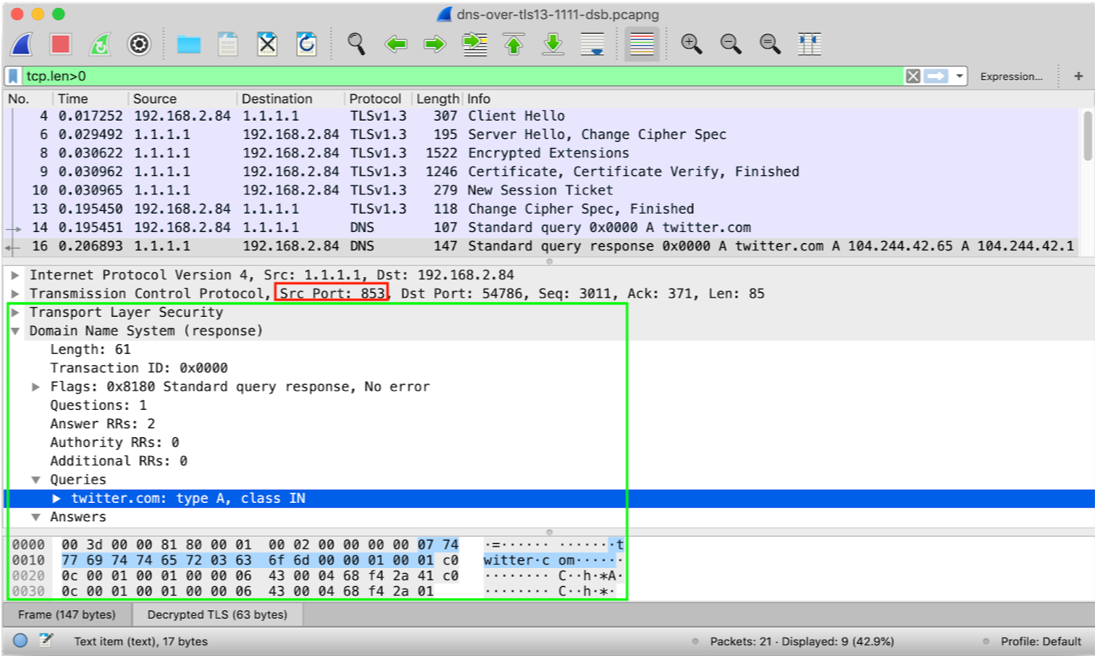 dns-over-tls13-1111-dsb.pcapng
tcp.len>0 Expression... +
No. Time Source Destination Protocol Length Info
4 0.017252 192.168.2.84 1.1.1.1 TLSv1.3 307 Client Hello
6 0.029492 1.1.1.1 192.168.2.84 TLSv1.3 195 Server Hello, Change Cipher Spec
8 0.030622 1.1.1.1 192.168.2.84 TLSv1.3 1522 Encrypted Extensions
9 0.030962 1.1.1.1 192.168.2.84 TLSv1.3 1246 Certificate, Certificate Verify, Finished
10 0.030965 1.1.1.1 192.168.2.84 TLSv1.3 279 New Session Ticket
13 0.195450 192.168.2.84 1.1.1.1 TLSv1.3 118 Change Cipher Spec, Finished
14 0.195451 192.168.2.84 1.1.1.1 DNS 107 Standard query 0x0000 A twitter.com
16 0.206893 1.1.1.1 192.168.2.84 DNS 147 Standard query response 0x0000 A twitter.com A 104.244.42.65 A 104.244.42.1
Internet Protocol Version 4, Src: 1.1.1.1, Dst: 192.168.2.84
Transmission Control Protocol, Src Port: 853, Dst Port: 54786, Seq: 3011, Ack: 371, Len: 85
Transport Layer Security
Domain Name System (response)
Length: 61
Transaction ID: 0x0000
Flags: 0x8180 Standard query response, No error
Questions: 1
Answer RRs: 2
Authority RRs: 0
Additional RRs: 0
Queries
twitter.com: type A, class IN
Answers
0000 00 3d 00 00 81 80 00 01 00 02 00 00 00 00 07 74 ·=······ ·······t
0010 77 69 74 74 65 72 03 63 6f 6d 00 00 01 00 01 c0 witter·c om······
0020 0c 00 01 00 01 00 00 06 43 00 04 68 f4 2a 41 c0 ········ C··h·*A·
0030 0c 00 01 00 01 00 00 06 43 00 04 68 f4 2a 01 ········ C··h·*·
Frame (147 bytes) Decrypted TLS (63 bytes)
Text item (text), 17 bytes Packets: 21 · Displayed: 9 (42.9%) Profile: Default